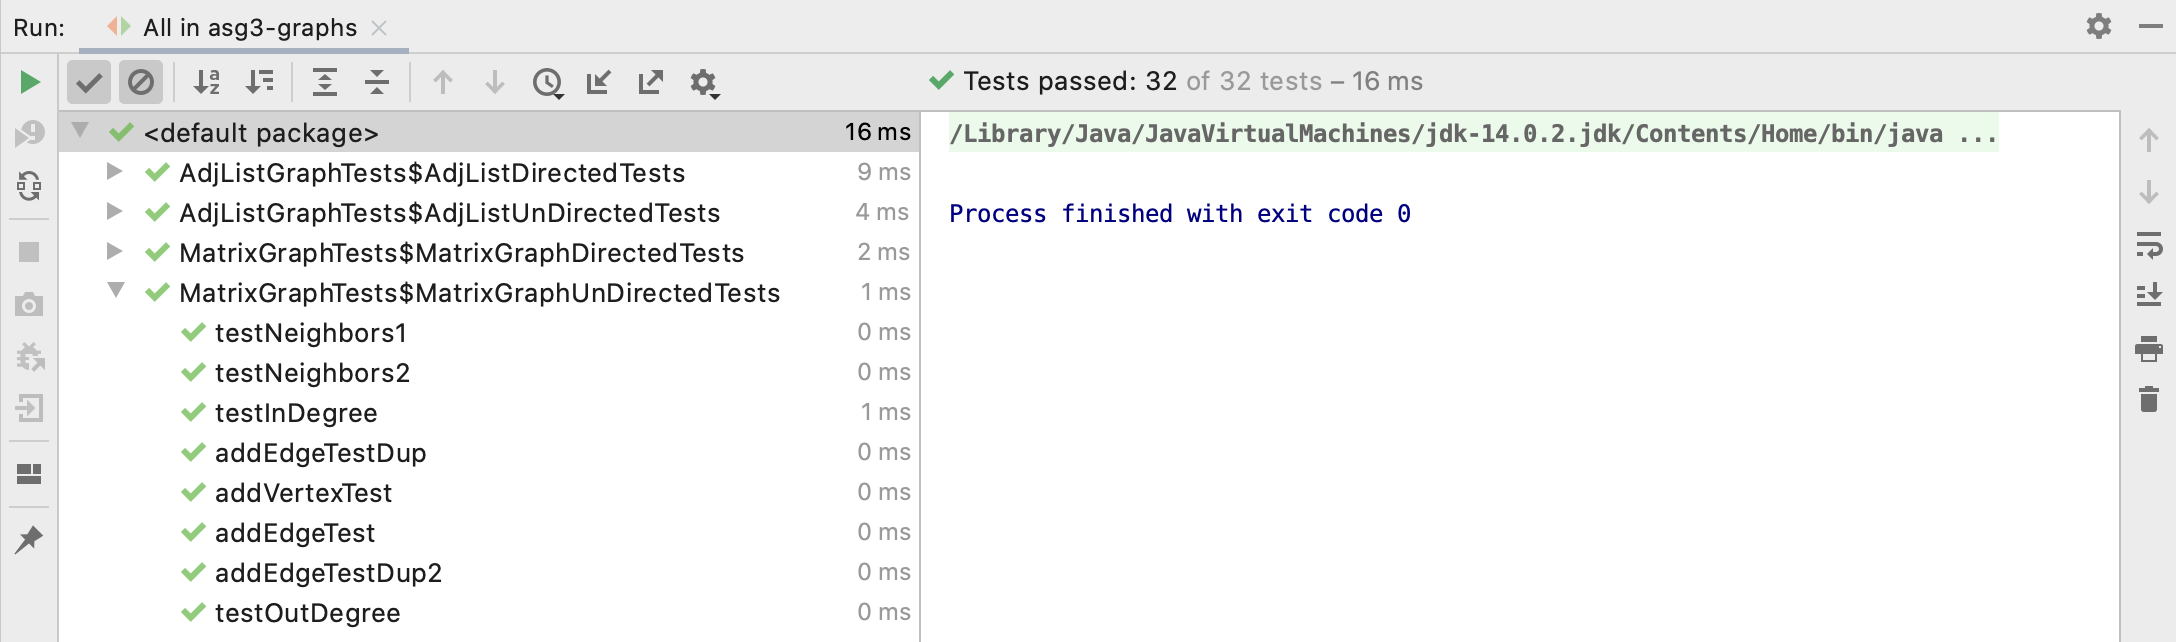 Run: All in asg3-graphs
Tests passed: 32 of 32 tests – 16 ms
<default package> 16 ms
AdjListGraphTests$AdjListDirectedTests 9 ms
AdjListGraphTests$AdjListUnDirectedTests 4 ms
MatrixGraphTests$MatrixGraphDirectedTests 2 ms
MatrixGraphTests$MatrixGraphUnDirectedTests 1 ms
testNeighbors1 0 ms
testNeighbors2 0 ms
testInDegree 1 ms
addEdgeTestDup 0 ms
addVertexTest 0 ms
addEdgeTest 0 ms
addEdgeTestDup2 0 ms
testOutDegree 0 ms
/Library/Java/JavaVirtualMachines/jdk-14.0.2.jdk/Contents/Home/bin/java ...
Process finished with exit code 0